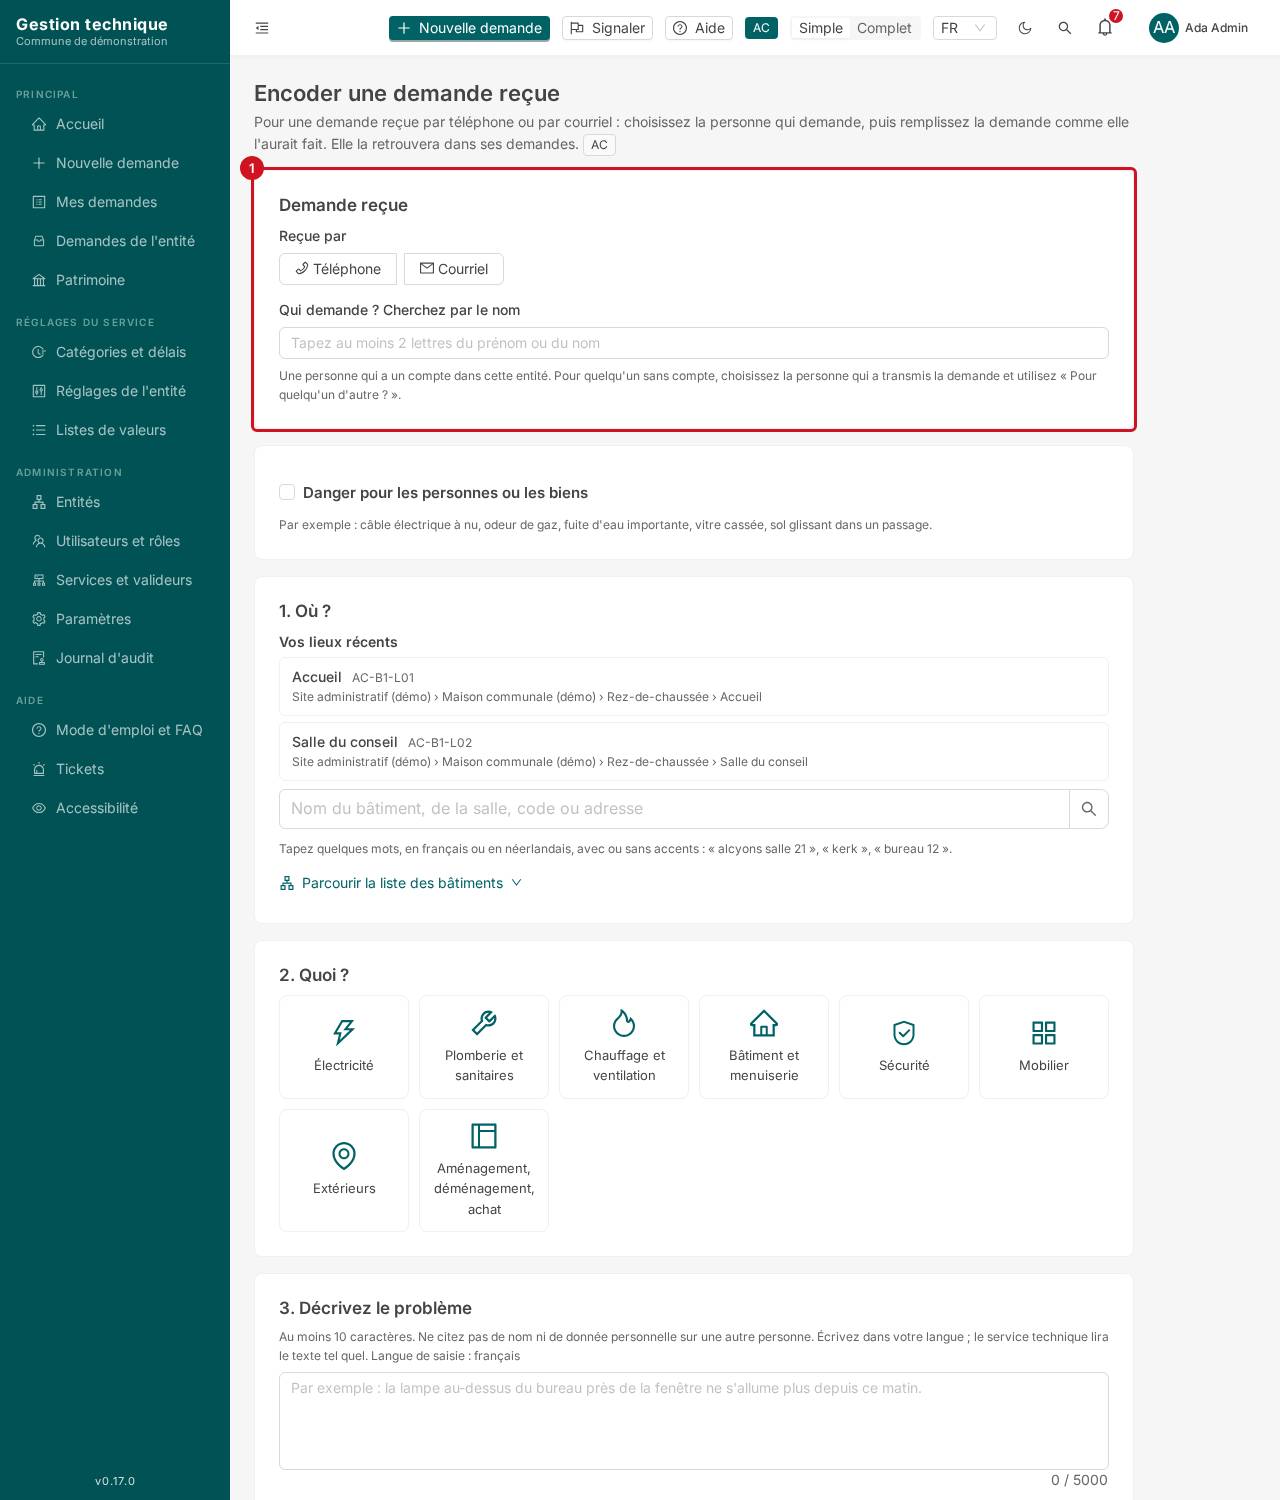 Gestion technique
Commune de démonstration
PRINCIPAL
Accueil
Nouvelle demande
Mes demandes
Demandes de l'entité
Patrimoine
RÉGLAGES DU SERVICE
Catégories et délais
Réglages de l'entité
Listes de valeurs
ADMINISTRATION
Entités
Utilisateurs et rôles
Services et valideurs
Paramètres
Journal d'audit
AIDE
Mode d'emploi et FAQ
Tickets
Accessibilité
v0.17.0
Nouvelle demande
Signaler
Aide
AC
Simple
Complet
FR
7
AA
Ada Admin
Encoder une demande reçue
Pour une demande reçue par téléphone ou par courriel : choisissez la personne qui demande, puis remplissez la demande comme elle
l'aurait fait. Elle la retrouvera dans ses demandes. AC
1
Demande reçue
Reçue par
Téléphone
Courriel
Qui demande ? Cherchez par le nom
Tapez au moins 2 lettres du prénom ou du nom
Une personne qui a un compte dans cette entité. Pour quelqu'un sans compte, choisissez la personne qui a transmis la demande et utilisez « Pour
quelqu'un d'autre ? ».
Danger pour les personnes ou les biens
Par exemple : câble électrique à nu, odeur de gaz, fuite d'eau importante, vitre cassée, sol glissant dans un passage.
1. Où ?
Vos lieux récents
Accueil AC-B1-L01
Site administratif (démo) › Maison communale (démo) › Rez-de-chaussée › Accueil
Salle du conseil AC-B1-L02
Site administratif (démo) › Maison communale (démo) › Rez-de-chaussée › Salle du conseil
Nom du bâtiment, de la salle, code ou adresse
Tapez quelques mots, en français ou en néerlandais, avec ou sans accents : « alcyons salle 21 », « kerk », « bureau 12 ».
Parcourir la liste des bâtiments
2. Quoi ?
Électricité
Plomberie et
sanitaires
Chauffage et
ventilation
Bâtiment et
menuiserie
Sécurité
Mobilier
Extérieurs
Aménagement,
déménagement,
achat
3. Décrivez le problème
Au moins 10 caractères. Ne citez pas de nom ni de donnée personnelle sur une autre personne. Écrivez dans votre langue ; le service technique lira
le texte tel quel. Langue de saisie : français
Par exemple : la lampe au-dessus du bureau près de la fenêtre ne s'allume plus depuis ce matin.
0 / 5000